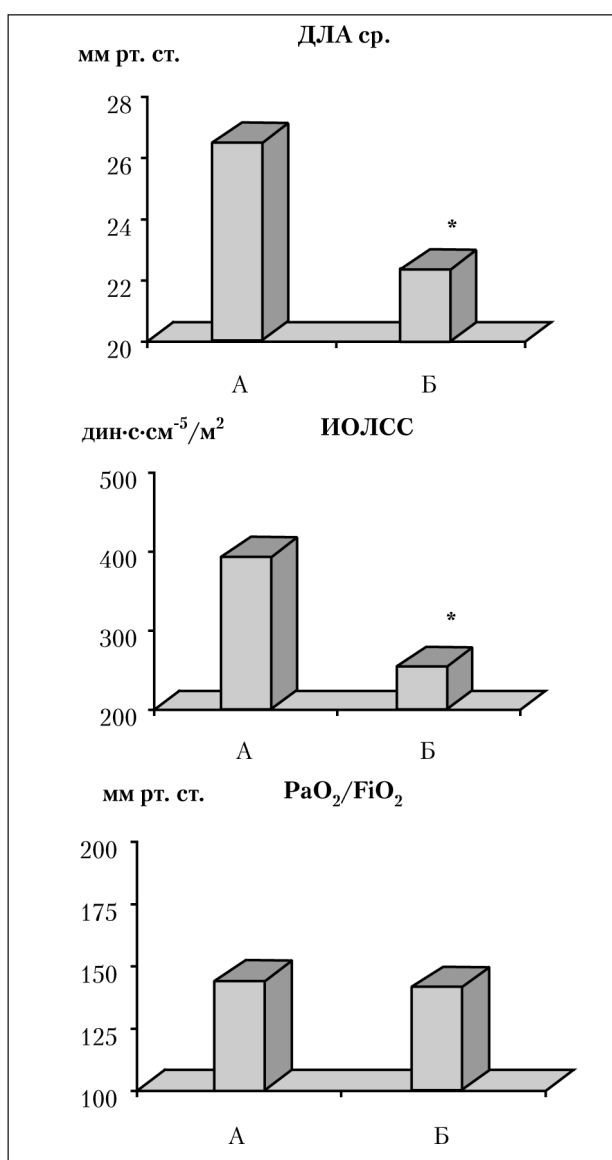 ДЛА ср.
мм рт. ст.
28
26
24
22
20
*
А Б
дин·с·см⁻⁵/м² ИОЛСС
500
400
300
200
*
А Б
мм рт. ст. PaO₂/FiO₂
200
175
150
125
100
А Б